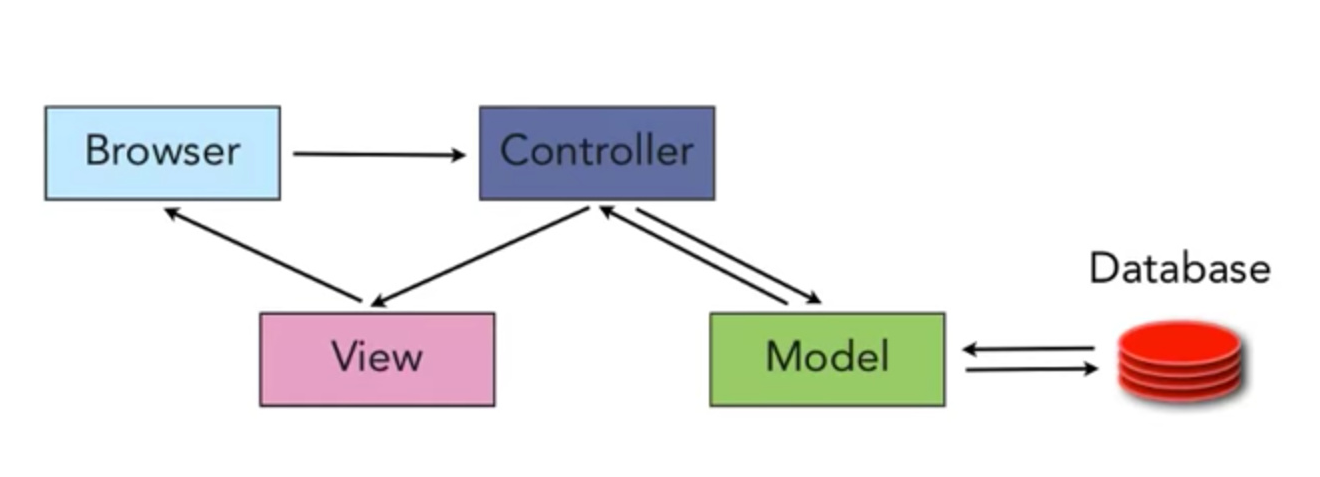 Browser
Controller
Database
View
Model